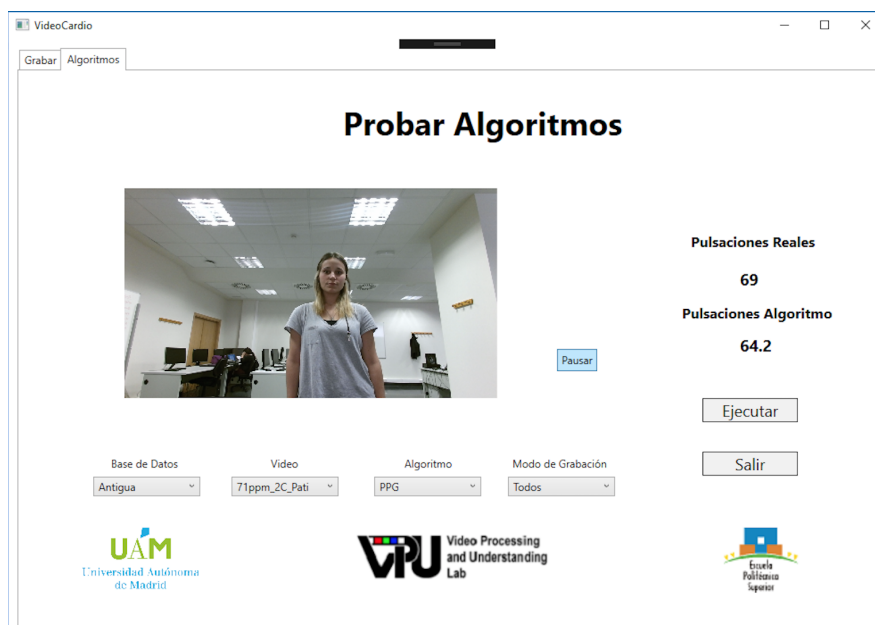 VideoCardio
Grabar
Algoritmos
Probar Algoritmos
Pulsaciones Reales
69
Pulsaciones Algoritmo
64.2
Pausar
Ejecutar
Salir
Base de Datos
Video
Algoritmo
Modo de Grabación
Antigua
71ppm_2C_Pati
PPG
Todos
UAM
Universidad Autónoma
de Madrid
VPU
Video Processing
and Understanding
Lab
Escuela
Politécnica
Superior